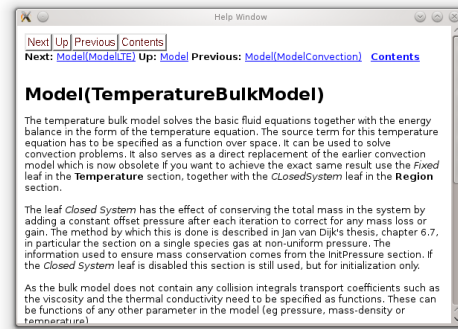 Help Window
Next Up Previous Contents
Next: Model(ModelLTE) Up: Model Previous: Model(ModelConvection) Contents
Model(TemperatureBulkModel)
The temperature bulk model solves the basic fluid equations together with the energy
balance in the form of the temperature equation. The source term for this temperature
equation has to be specified as a function over space. It can be used to solve
convection problems. It also serves as a direct replacement of the earlier convection
model which is now obsolete If you want to achieve the exact same result use the Fixed
leaf in the Temperature section, together with the CLosedSystem leaf in the Region
section.
The leaf Closed System has the effect of conserving the total mass in the system by
adding a constant offset pressure after each iteration to correct for any mass loss or
gain. The method by which this is done is described in Jan van Dijk's thesis, chapter 6.7,
in particular the section on a single species gas at non-uniform pressure. The
information used to ensure mass conservation comes from the InitPressure section. If
the Closed System leaf is disabled this section is still used, but for initialization only.
As the bulk model does not contain any collision integrals transport coefficients such as
the viscosity and the thermal conductivity need to be specified as functions. These can
be functions of any other parameter in the model (eg pressure, mass-density or
temperature)